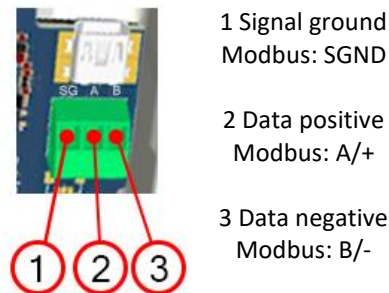 SG A B
1 2 3
1 Signal ground
Modbus: SGND
2 Data positive
Modbus: A/+
3 Data negative
Modbus: B/-